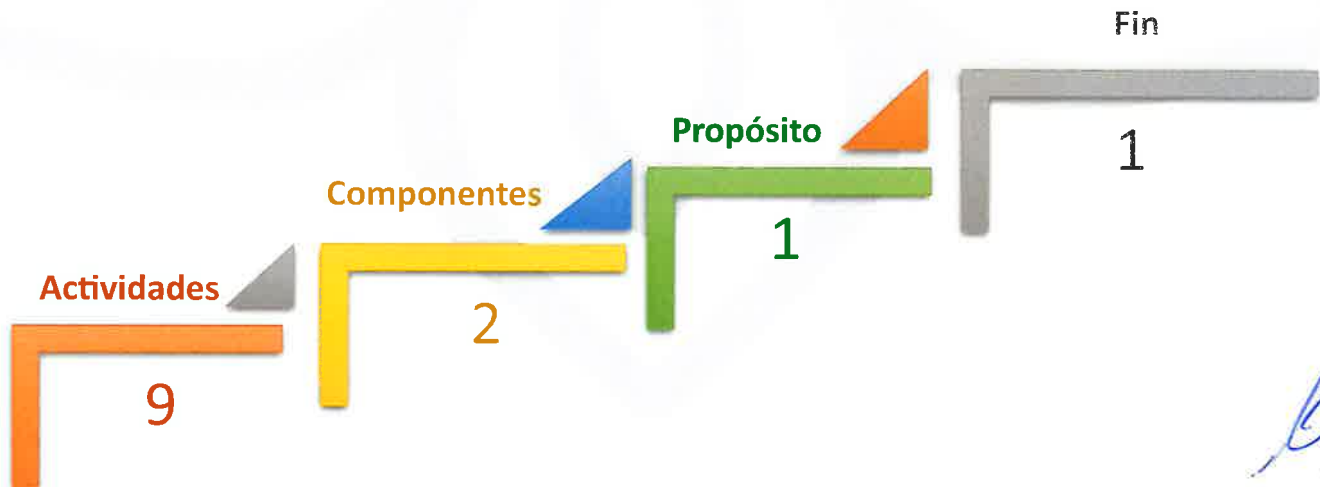 Fin
1
Propósito
1
Componentes
2
Actividades
9